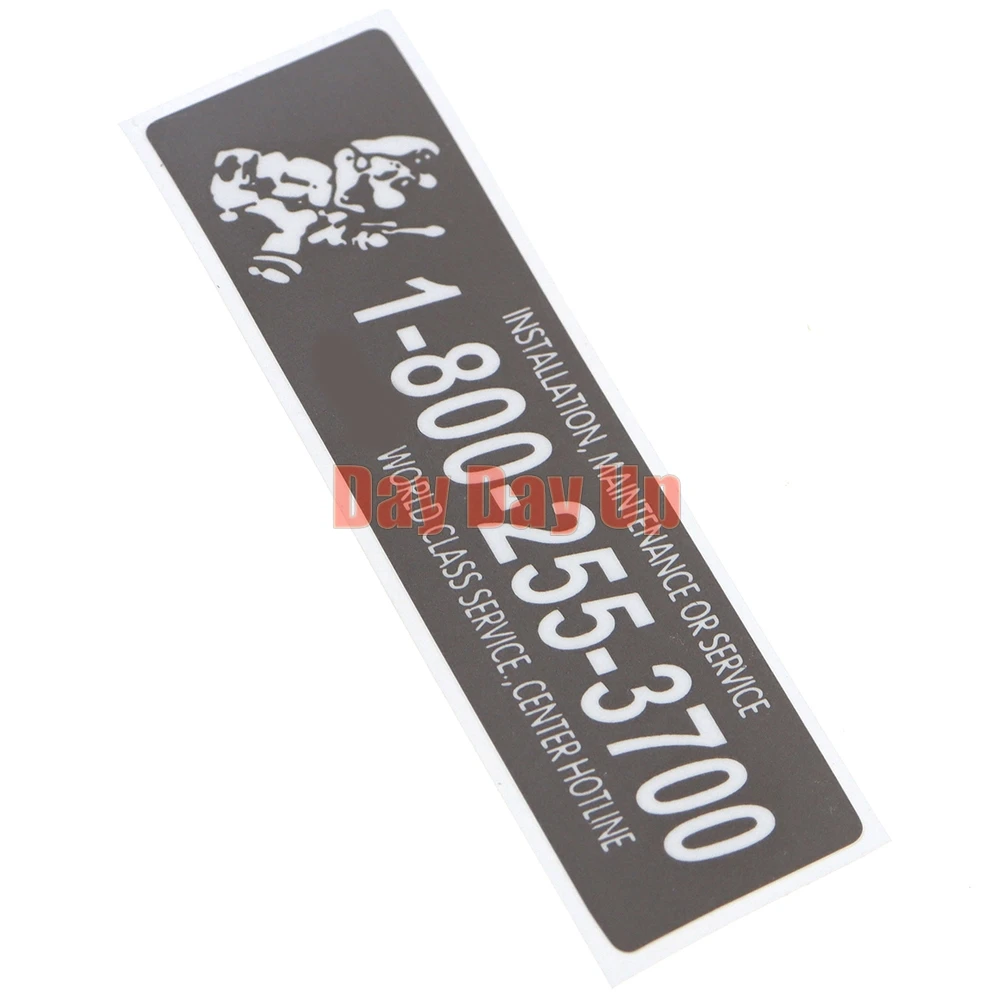 INSTALLATION, MAINTENANCE OR SERVICE
1-800-255-3700
WORLD CLASS SERVICE., CENTER HOTLINE
Day Day Up